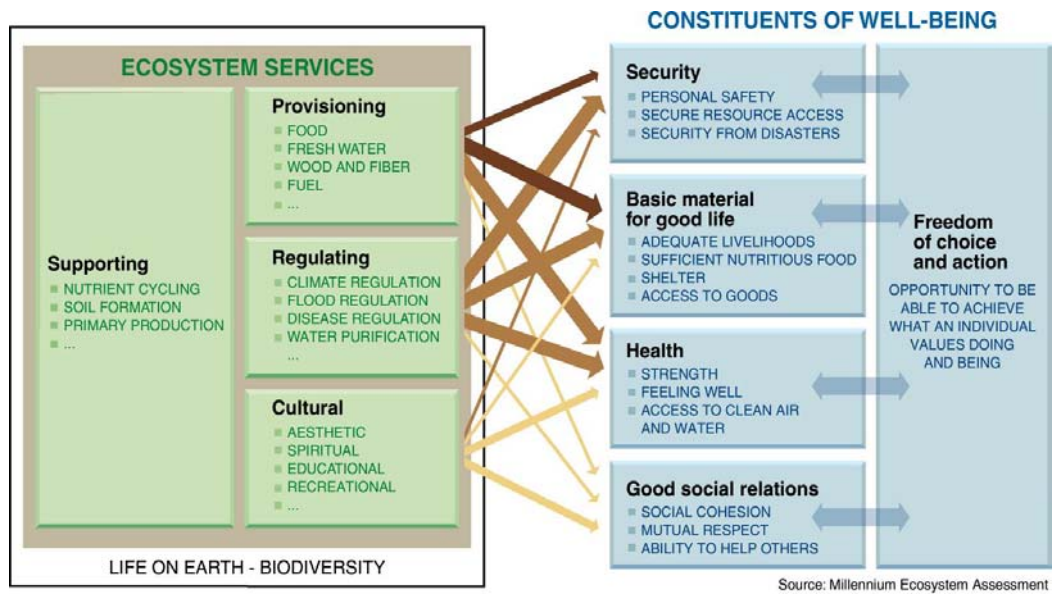 CONSTITUENTS OF WELL-BEING
ECOSYSTEM SERVICES
Supporting
NUTRIENT CYCLING
SOIL FORMATION
PRIMARY PRODUCTION
...
Provisioning
FOOD
FRESH WATER
WOOD AND FIBER
FUEL
...
Regulating
CLIMATE REGULATION
FLOOD REGULATION
DISEASE REGULATION
WATER PURIFICATION
...
Cultural
AESTHETIC
SPIRITUAL
EDUCATIONAL
RECREATIONAL
...
LIFE ON EARTH - BIODIVERSITY
Security
PERSONAL SAFETY
SECURE RESOURCE ACCESS
SECURITY FROM DISASTERS
Basic material
for good life
ADEQUATE LIVELIHOODS
SUFFICIENT NUTRITIOUS FOOD
SHELTER
ACCESS TO GOODS
Health
STRENGTH
FEELING WELL
ACCESS TO CLEAN AIR
AND WATER
Good social relations
SOCIAL COHESION
MUTUAL RESPECT
ABILITY TO HELP OTHERS
Freedom
of choice
and action
OPPORTUNITY TO BE
ABLE TO ACHIEVE
WHAT AN INDIVIDUAL
VALUES DOING
AND BEING
Source: Millennium Ecosystem Assessment